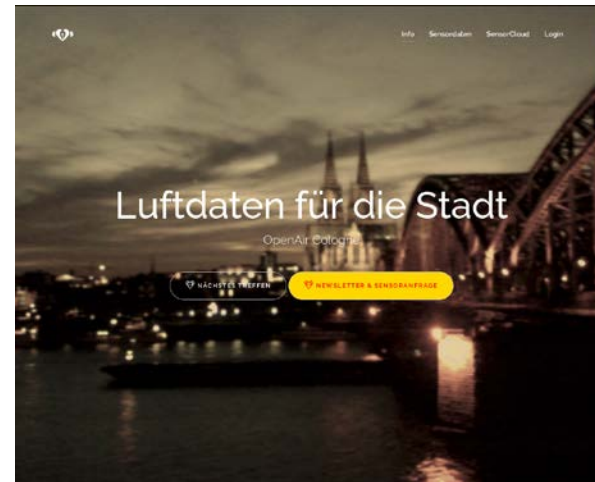 Info Sensordaten SensorCloud Login
Luftdaten für die Stadt
OpenAir Cologne
NÄCHSTES TREFFEN NEWSLETTER & SENSORANFRAGE